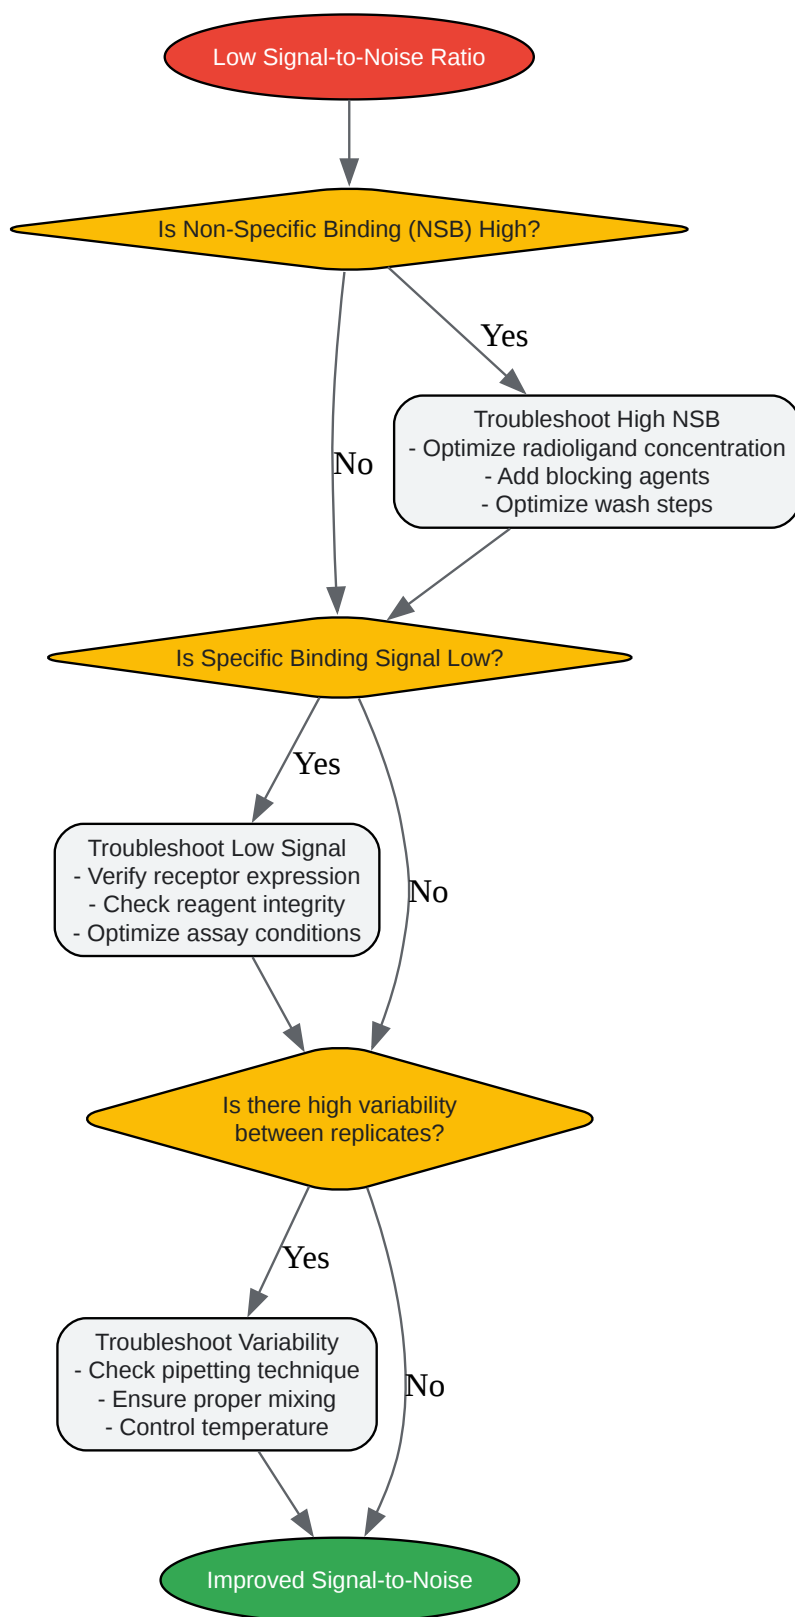 Low Signal-to-Noise Ratio
Is Non-Specific Binding (NSB) High?
Yes
Troubleshoot High NSB
- Optimize radioligand concentration
- Add blocking agents
- Optimize wash steps
No
Is Specific Binding Signal Low?
Yes
Troubleshoot Low Signal
- Verify receptor expression
- Check reagent integrity
- Optimize assay conditions
No
Is there high variability
between replicates?
Yes
Troubleshoot Variability
- Check pipetting technique
- Ensure proper mixing
- Control temperature
No
Improved Signal-to-Noise